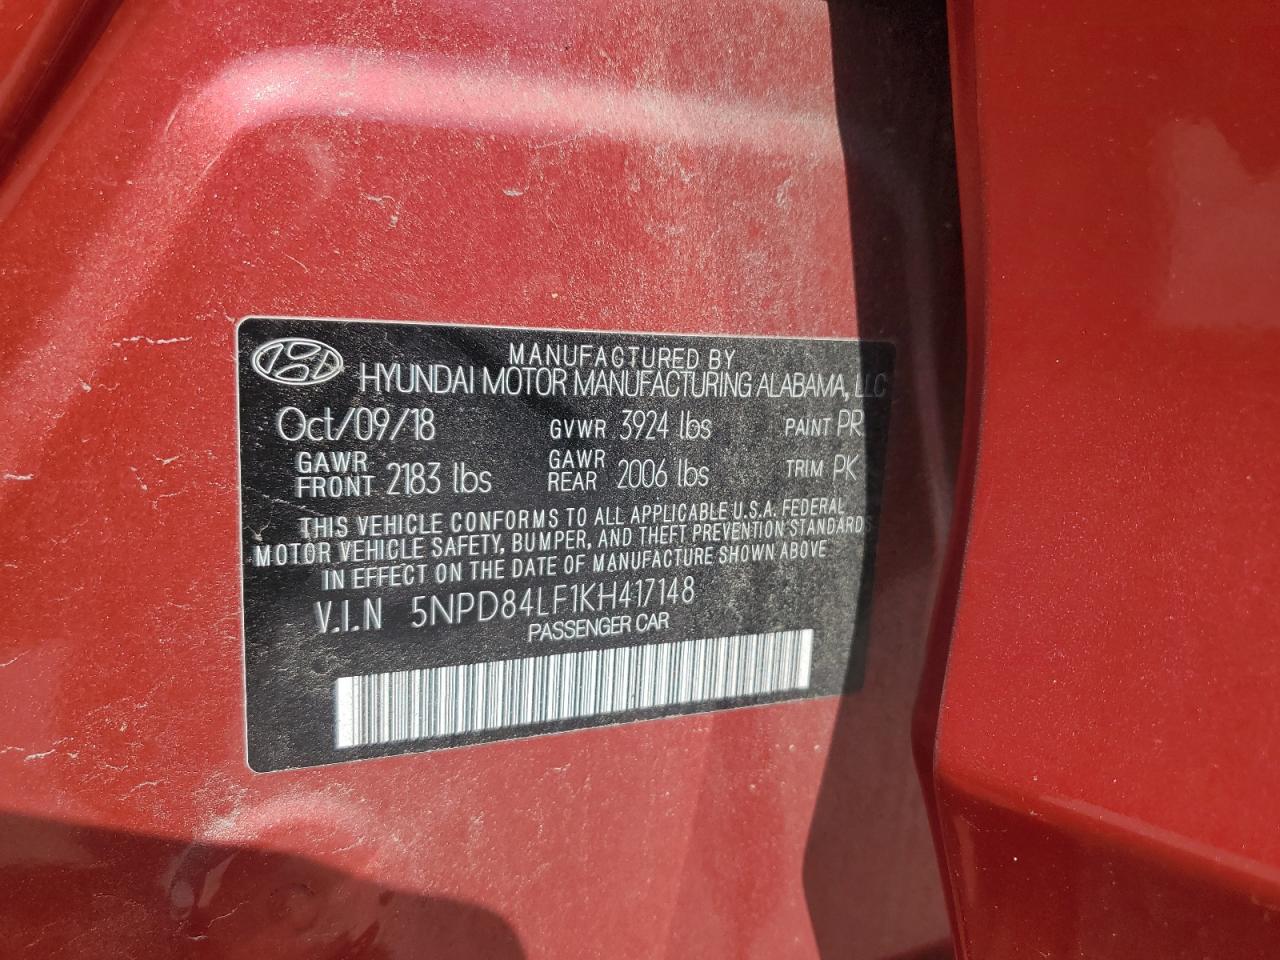 MANUFACTURED BY
HYUNDAI MOTOR MANUFACTURING ALABAMA, LLC
Oct/09/18 GVWR 3924 lbs PAINT PR
GAWR FRONT 2183 lbs GAWR REAR 2006 lbs TRIM PK
THIS VEHICLE CONFORMS TO ALL APPLICABLE U.S.A. FEDERAL
MOTOR VEHICLE SAFETY, BUMPER, AND THEFT PREVENTION STANDARDS
IN EFFECT ON THE DATE OF MANUFACTURE SHOWN ABOVE
V.I.N 5NPD84LF1KH417148
PASSENGER CAR